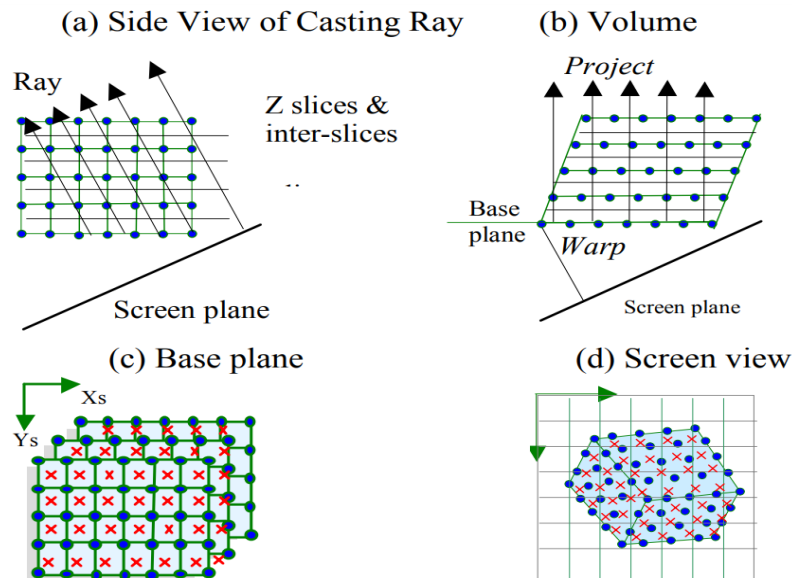 (a) Side View of Casting Ray
(b) Volume
Ray
Z slices &
inter-slices
..
Screen plane
Project
Base
plane
Warp
Screen plane
(c) Base plane
Xs
Ys
(d) Screen view